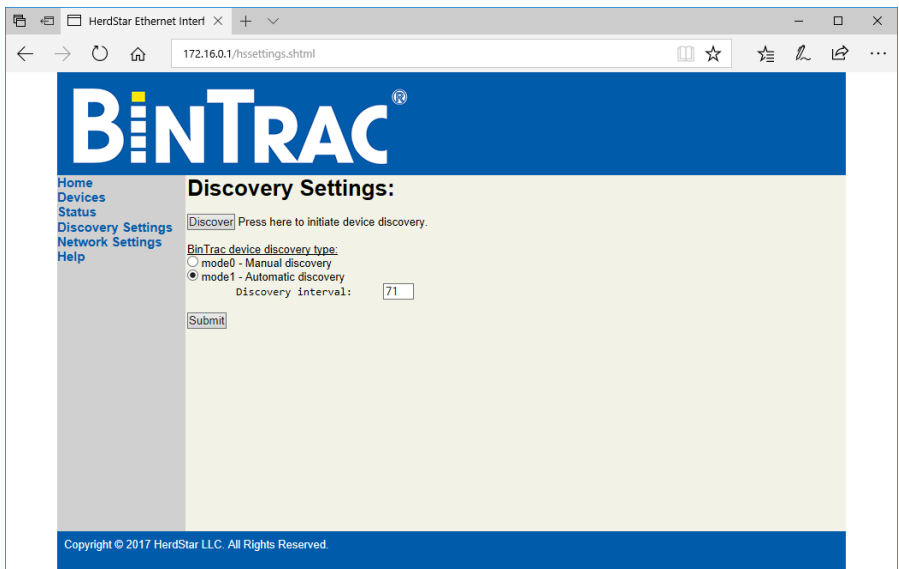 HerdStar Ethernet Interf
172.16.0.1/hssettings.shtml
BINTRAC®
Home
Devices
Status
Discovery Settings
Network Settings
Help
Discovery Settings:
Discover Press here to initiate device discovery.
BinTrac device discovery type:
mode0 - Manual discovery
mode1 - Automatic discovery
Discovery interval: 71
Submit
Copyright © 2017 HerdStar LLC. All Rights Reserved.